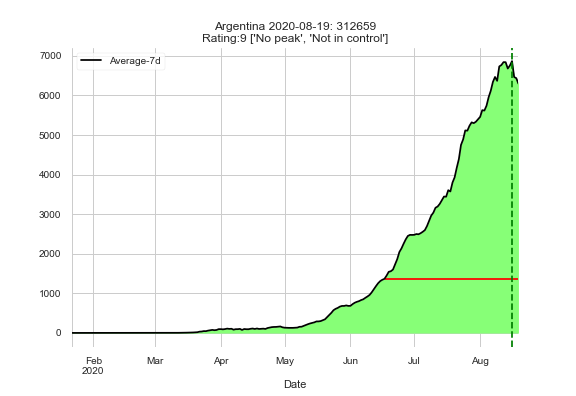 Argentina 2020-08-19: 312659
Rating:9 ['No peak', 'Not in control']
Average-7d
7000
6000
5000
4000
3000
2000
1000
0
Feb
2020
Mar
Apr
May
Jun
Jul
Aug
Date